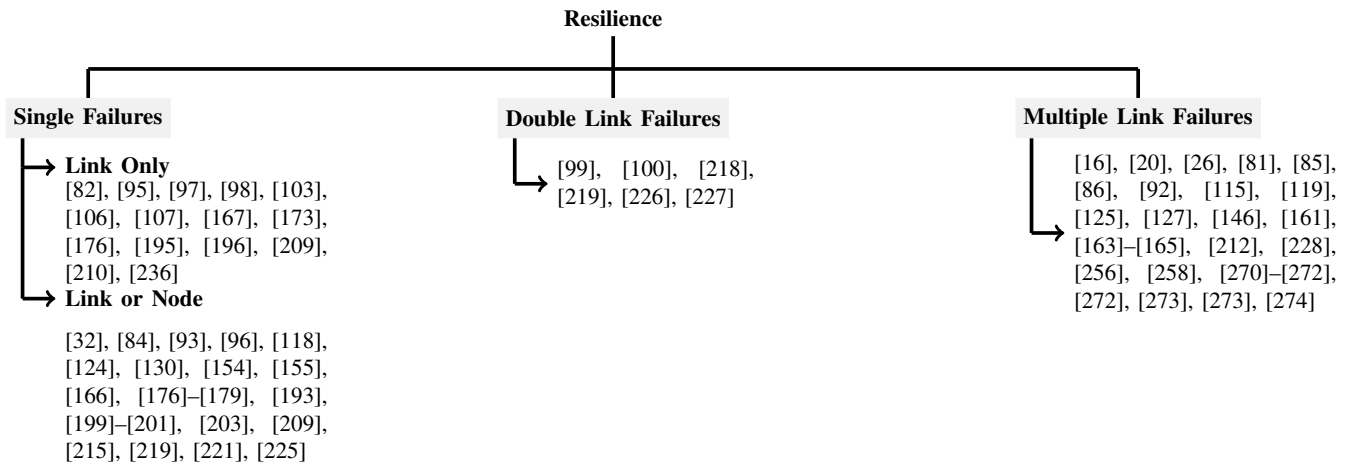 Resilience
Single Failures
Link Only
[82], [95], [97], [98], [103],
[106], [107], [167], [173],
[176], [195], [196], [209],
[210], [236]
Link or Node
[32], [84], [93], [96], [118],
[124], [130], [154], [155],
[166], [176]–[179], [193],
[199]–[201], [203], [209],
[215], [219], [221], [225]
Double Link Failures
[99], [100], [218],
[219], [226], [227]
Multiple Link Failures
[16], [20], [26], [81], [85],
[86], [92], [115], [119],
[125], [127], [146], [161],
[163]–[165], [212], [228],
[256], [258], [270]–[272],
[272], [273], [273], [274]